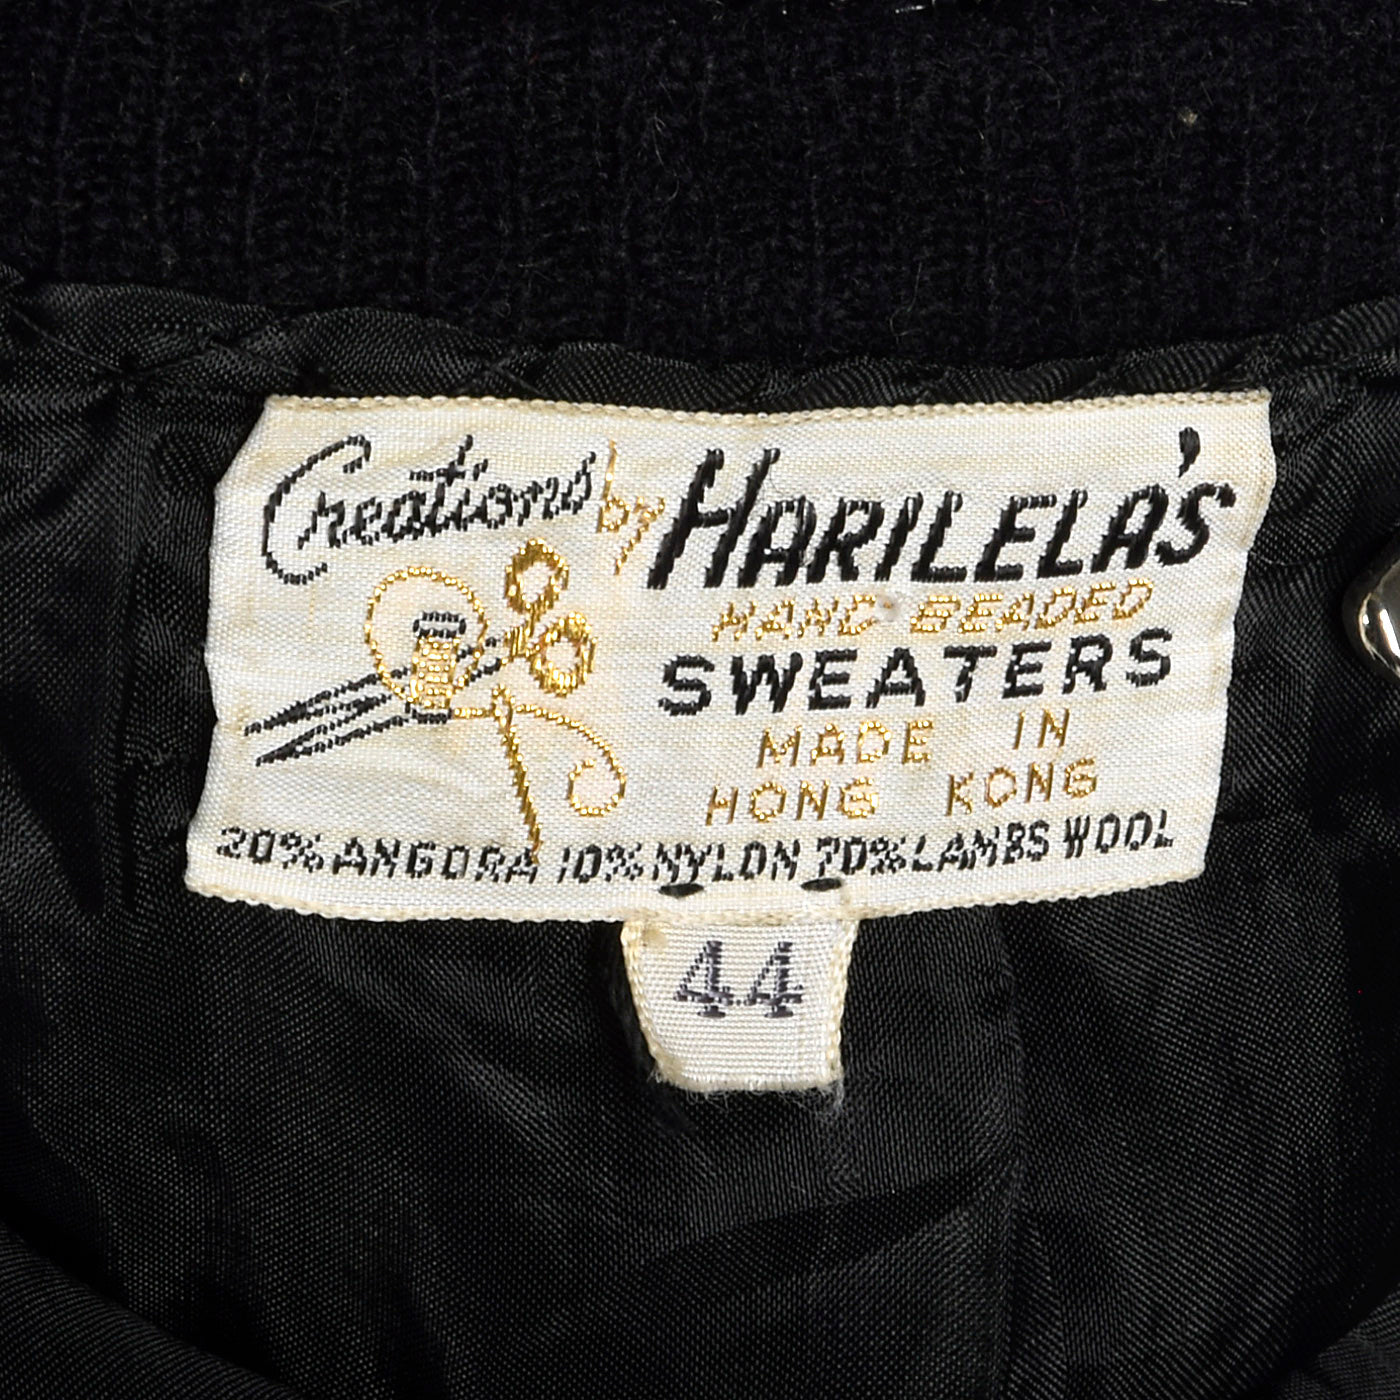 Creations by HARILELA'S
HAND BEADED
SWEATERS
MADE IN
HONG KONG
20% ANGORA 10% NYLON 70% LAMBS WOOL
44